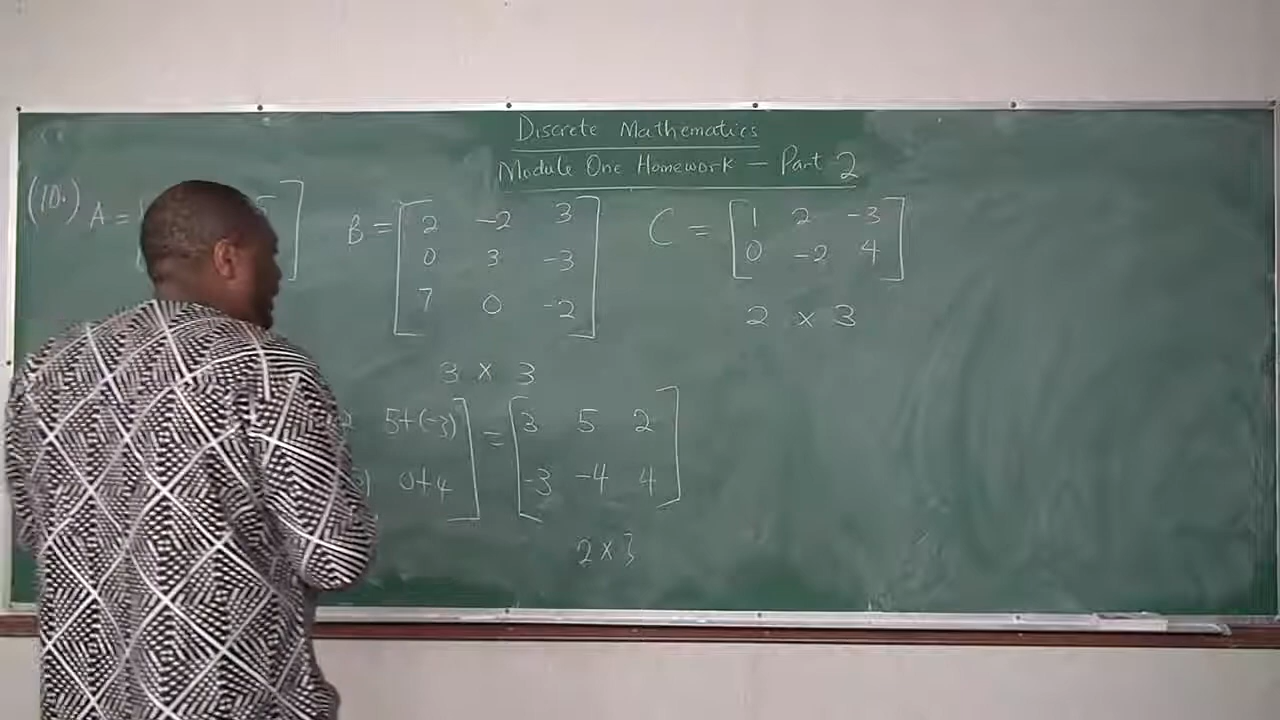 Discrete Mathematics
Module One Homework - Part 2
(10.) A = [ 5 ] B = [ 2 -2 3 C = [ 1 2 -3
0 3 -3 0 -2 4 ]
7 0 -2 ] 2 x 3
3 x 3
2 5+(-3) = [ 3 5 2
) 0+4 ] -3 -4 4 ]
2 x 3